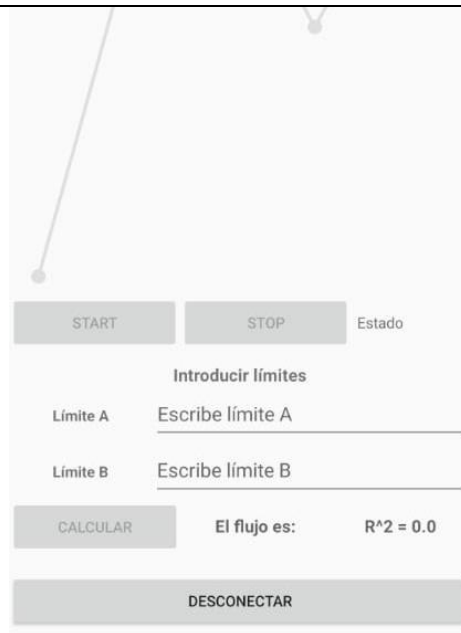 START STOP Estado
Introducir límites
Límite A Escribe límite A
Límite B Escribe límite B
CALCULAR El flujo es: R^2 = 0.0
DESCONECTAR